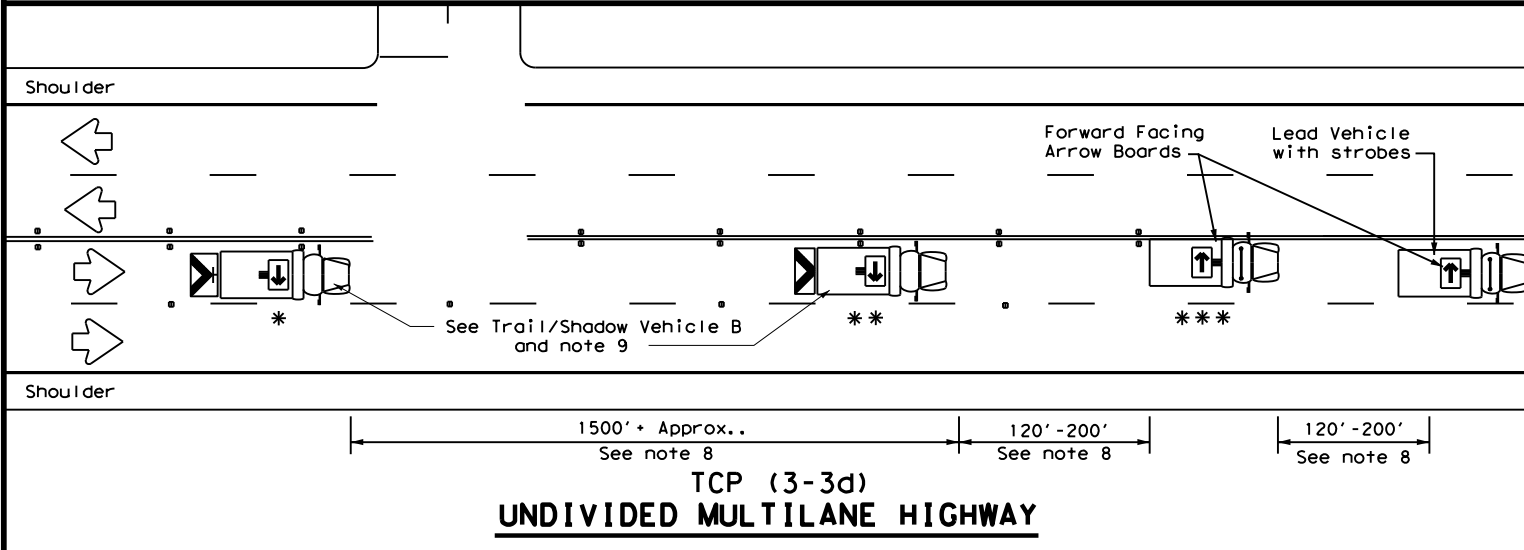 Shoulder
Forward Facing
Arrow Boards
Lead Vehicle
with strobes
*
**
***
See Trail/Shadow Vehicle B
and note 9
Shoulder
1500'+ Approx..
See note 8
120'-200'
See note 8
120'-200'
See note 8
TCP (3-3d)
UNDIVIDED MULTILANE HIGHWAY